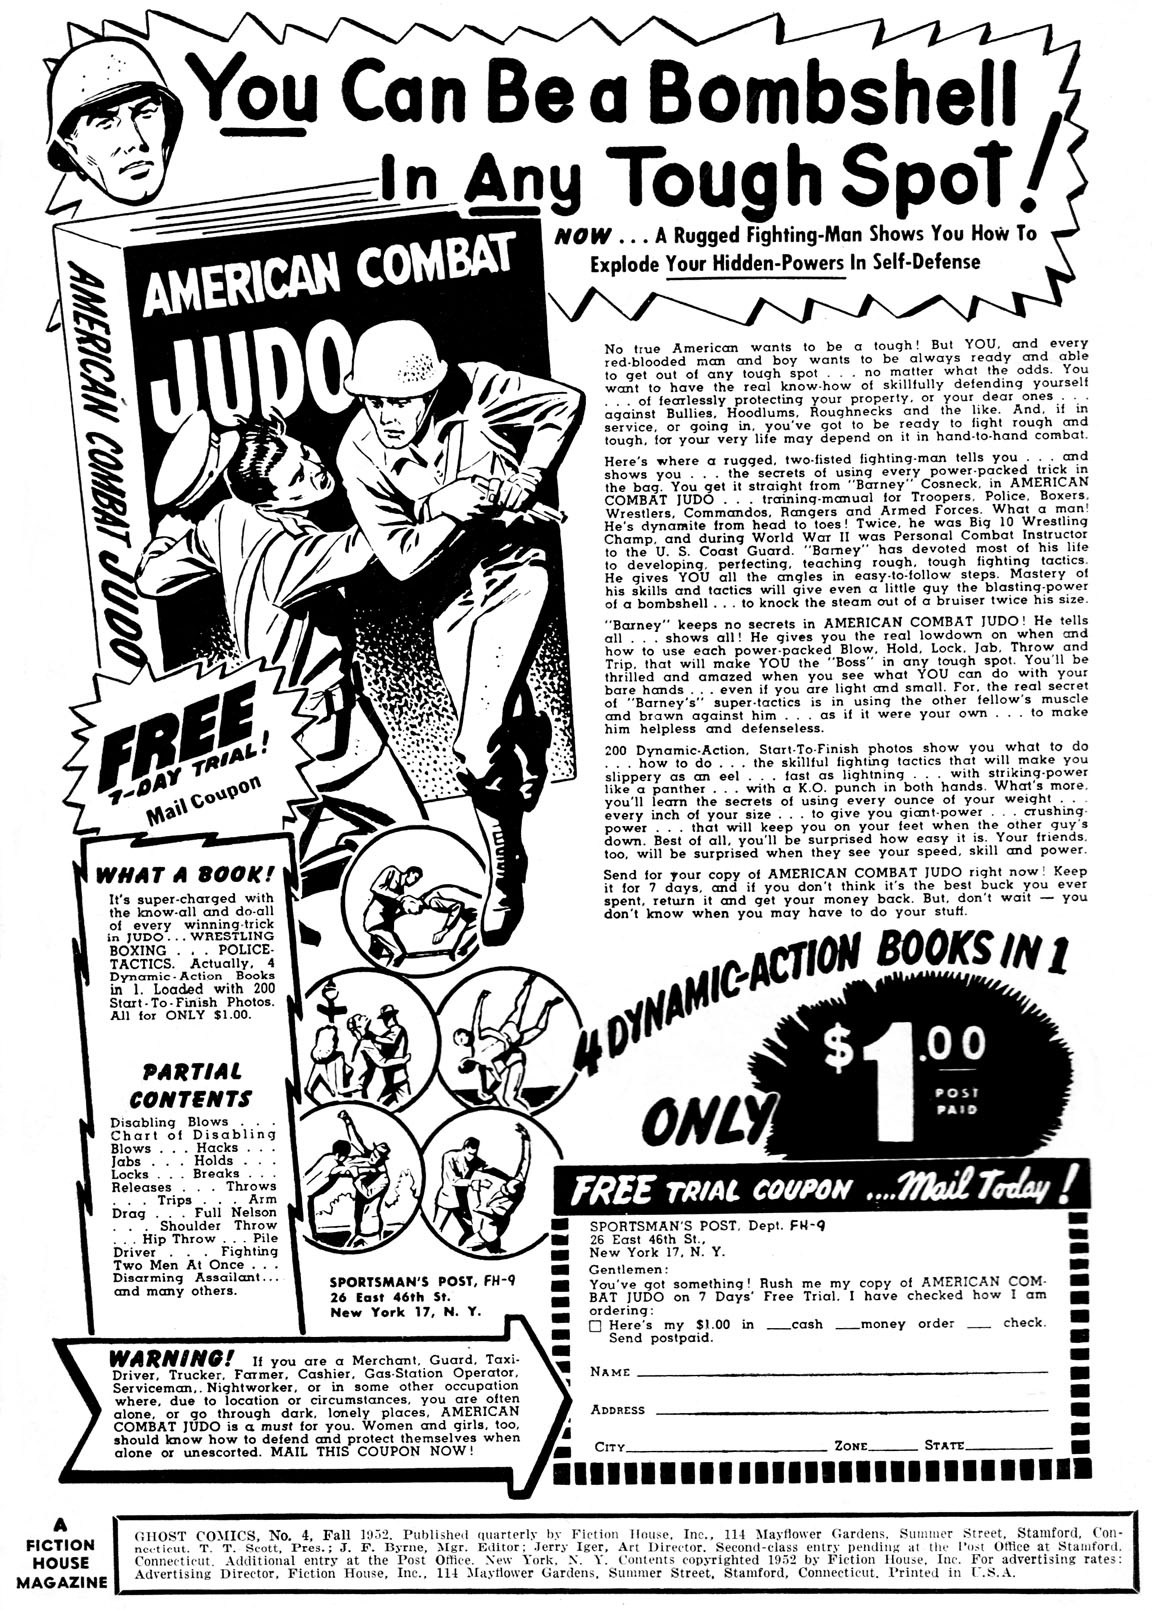 You Can Be a Bombshell
In Any Tough Spot!
NOW . . . A Rugged Fighting-Man Shows You How To
Explode Your Hidden-Powers In Self-Defense
AMERICAN COMBAT
JUDO
AMERICAN COMBAT JUDO
No true American wants to be a tough! But YOU, and every
red-blooded man and boy wants to be always ready and able
to get out of any tough spot . . . no matter what the odds. You
want to have the real know-how of skillfully defending yourself
. . . of fearlessly protecting your property, or your dear ones . . .
against Bullies, Hoodlums, Roughnecks and the like. And, if in
service, or going in, you've got to be ready to fight rough and
tough, for your very life may depend on it in hand-to-hand combat.
Here's where a rugged, two-fisted fighting-man tells you . . . and
shows you . . . the secrets of using every power-packed trick in
the bag. You get it straight from "Barney" Cosneck, in AMERICAN
COMBAT JUDO . . . training-manual for Troopers, Police, Boxers,
Wrestlers, Commandos, Rangers and Armed Forces. What a man!
He's dynamite from head to toes! Twice, he was Big 10 Wrestling
Champ, and during World War II was Personal Combat Instructor
to the U. S. Coast Guard. "Barney" has devoted most of his life
to developing, perfecting, teaching rough, tough fighting tactics.
He gives YOU all the angles in easy-to-follow steps. Mastery of
his skills and tactics will give even a little guy the blasting-power
of a bombshell . . . to knock the steam out of a bruiser twice his size.
"Barney" keeps no secrets in AMERICAN COMBAT JUDO! He tells
all . . . shows all! He gives you the real lowdown on when and
how to use each power-packed Blow, Hold, Lock, Jab, Throw and
Trip, that will make YOU the "Boss" in any tough spot. You'll be
thrilled and amazed when you see what YOU can do with your
bare hands . . . even if you are light and small. For, the real secret
of "Barney's" super-tactics is in using the other fellow's muscle
and brawn against him . . . as if it were your own . . . to make
him helpless and defenseless.
200 Dynamic-Action, Start-To-Finish photos show you what to do
. . . how to do . . . the skillful fighting tactics that will make you
slippery as an eel . . . fast as lightning . . . with striking-power
like a panther . . . with a K.O. punch in both hands. What's more,
you'll learn the secrets of using every ounce of your weight . . .
every inch of your size . . . to give you giant-power . . . crushing-
power . . . that will keep you on your feet when the other guy's
down. Best of all, you'll be surprised how easy it is. Your friends,
too, will be surprised when they see your speed, skill and power.
Send for your copy of AMERICAN COMBAT JUDO right now! Keep
it for 7 days, and if you don't think it's the best buck you ever
spent, return it and get your money back. But, don't wait — you
don't know when you may have to do your stuff.
FREE
7-DAY TRIAL!
Mail Coupon
WHAT A BOOK!
It's super-charged with
the know-all and do-all
of every winning-trick
in JUDO . . . WRESTLING
BOXING . . . POLICE-
TACTICS. Actually, 4
Dynamic-Action Books
in 1. Loaded with 200
Start-To-Finish Photos.
All for ONLY $1.00.
PARTIAL
CONTENTS
Disabling Blows . . .
Chart of Disabling
Blows . . . Hacks . . .
Jabs . . . Holds . . .
Locks . . . Breaks . . .
Releases . . . Throws
. . . Trips . . . Arm
Drag . . . Full Nelson
. . . Shoulder Throw
. . . Hip Throw . . . Pile
Driver . . . Fighting
Two Men At Once . . .
Disarming Assailant...
and many others.
SPORTSMAN'S POST, FH-9
26 East 46th St.
New York 17, N. Y.
4 DYNAMIC-ACTION BOOKS IN 1
ONLY
$1.00
POST
PAID
FREE TRIAL COUPON ....Mail Today!
SPORTSMAN'S POST, Dept. FH-9
26 East 46th St.,
New York 17, N. Y.
Gentlemen:
You've got something! Rush me my copy of AMERICAN COM-
BAT JUDO on 7 Days' Free Trial. I have checked how I am
ordering:
☐ Here's my $1.00 in ___cash ___money order ___ check.
Send postpaid.
NAME
ADDRESS
CITY ZONE STATE
WARNING! If you are a Merchant, Guard, Taxi-
Driver, Trucker, Farmer, Cashier, Gas-Station Operator,
Serviceman,. Nightworker, or in some other occupation
where, due to location or circumstances, you are often
alone, or go through dark, lonely places, AMERICAN
COMBAT JUDO is a must for you. Women and girls, too,
should know how to defend and protect themselves when
alone or unescorted. MAIL THIS COUPON NOW!
A
FICTION
HOUSE
MAGAZINE
GHOST COMICS, No. 4, Fall 1952. Published quarterly by Fiction House, Inc., 114 Mayflower Gardens, Summer Street, Stamford, Con-
necticut. T. T. Scott, Pres.; J. F. Byrne, Mgr. Editor; Jerry Iger, Art Director. Second-class entry pending at the Post Office at Stamford,
Connecticut. Additional entry at the Post Office, New York, N. Y. Contents copyrighted 1952 by Fiction House, Inc. For advertising rates:
Advertising Director, Fiction House, Inc., 114 Mayflower Gardens, Summer Street, Stamford, Connecticut. Printed in U.S.A.